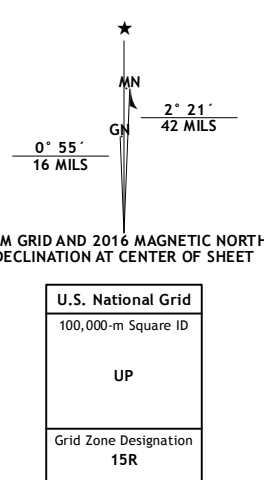 ★
MN
GN
2° 21´
42 MILS
0° 55´
16 MILS
M GRID AND 2016 MAGNETIC NORTH
DECLINATION AT CENTER OF SHEET
U.S. National Grid
100,000-m Square ID
UP
Grid Zone Designation
15R